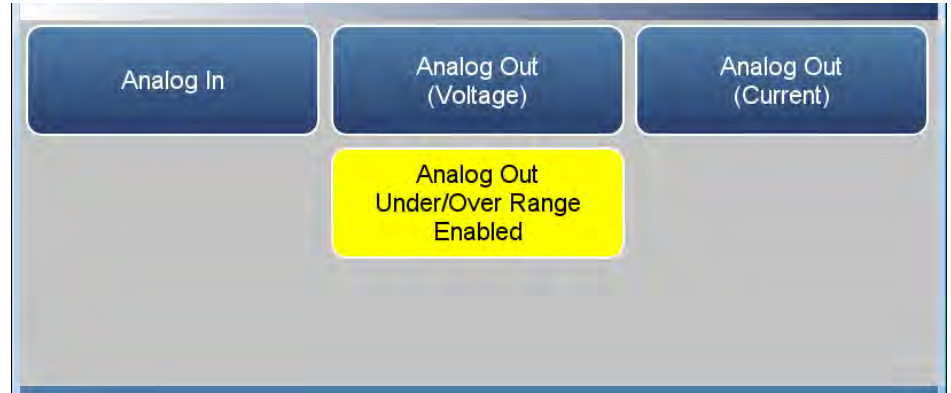 Analog In
Analog Out
(Voltage)
Analog Out
(Current)
Analog Out
Under/Over Range
Enabled